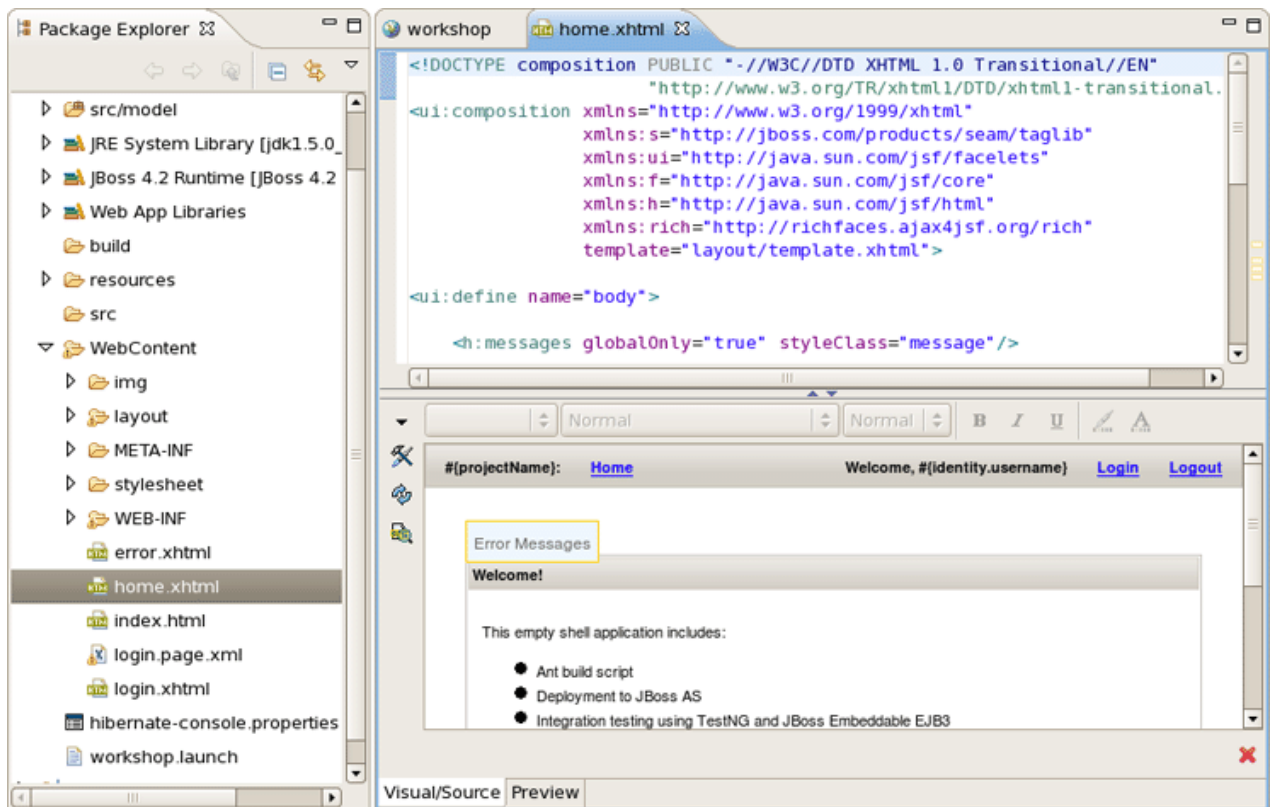 Package Explorer
src/model
JRE System Library [jdk1.5.0_
JBoss 4.2 Runtime [JBoss 4.2
Web App Libraries
build
resources
src
WebContent
img
layout
META-INF
stylesheet
WEB-INF
error.xhtml
home.xhtml
index.html
login.page.xml
login.xhtml
hibernate-console.properties
workshop.launch
workshop
home.xhtml
<!DOCTYPE composition PUBLIC "-//W3C//DTD XHTML 1.0 Transitional//EN"
"http://www.w3.org/TR/xhtml1/DTD/xhtml1-transitional.
<ui:composition xmlns="http://www.w3.org/1999/xhtml"
xmlns:s="http://jboss.com/products/seam/taglib"
xmlns:ui="http://java.sun.com/jsf/facelets"
xmlns:f="http://java.sun.com/jsf/core"
xmlns:h="http://java.sun.com/jsf/html"
xmlns:rich="http://richfaces.ajax4jsf.org/rich"
template="layout/template.xhtml">
<ui:define name="body">
<h:messages globalOnly="true" styleClass="message"/>
Normal Normal B I U A
#{projectName}: Home Welcome, #{identity.username} Login Logout
Error Messages
Welcome!
This empty shell application includes:
Ant build script
Deployment to JBoss AS
Integration testing using TestNG and JBoss Embeddable EJB3
Visual/Source Preview